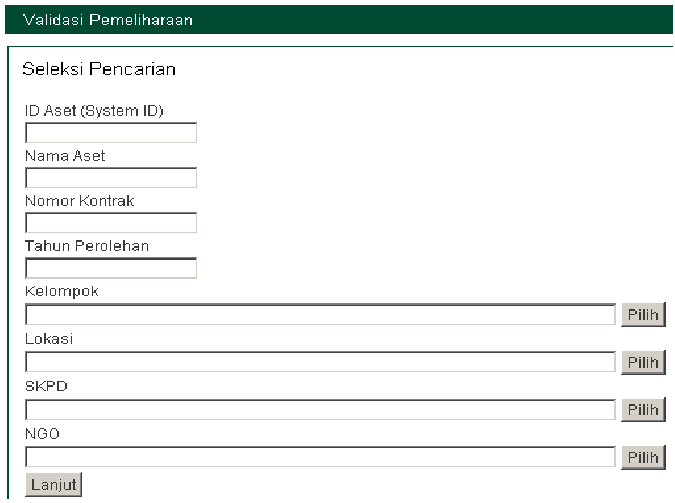 Validasi Pemeliharaan
Seleksi Pencarian
ID Aset (System ID)
Nama Aset
Nomor Kontrak
Tahun Perolehan
Kelompok
Pilih
Lokasi
Pilih
SKPD
Pilih
NGO
Pilih
Lanjut